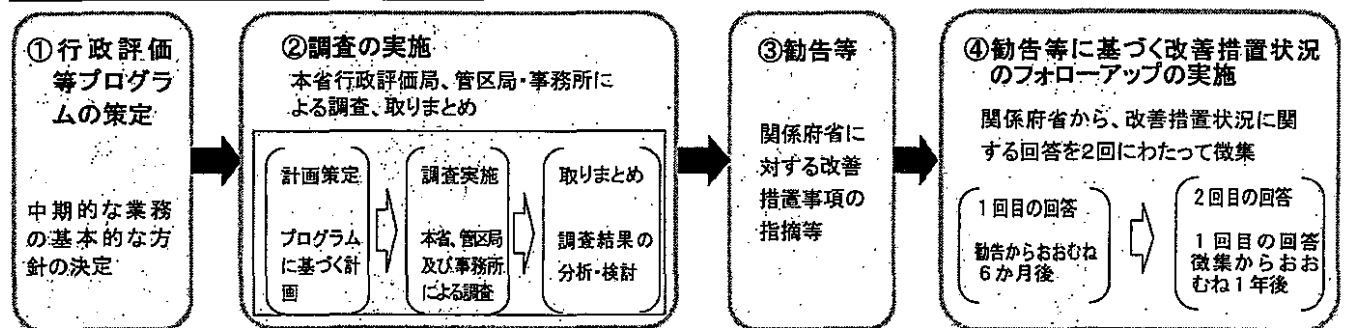 ①行政評価
等プログラ
ムの策定
中期的な業務
の基本的な方
針の決定
②調査の実施
本省行政評価局、管区局・事務所に
よる調査、取りまとめ
計画策定
プログラム
に基づく計
画
調査実施
本省、管区局
及び事務所
による調査
取りまとめ
調査結果の
分析・検討
③勧告等
関係府省に
対する改善
措置事項の
指摘等
④勧告等に基づく改善措置状況
のフォローアップの実施
関係府省から、改善措置状況に関
する回答を2回にわたって徴集
1回目の回答
勧告からおおむね
6か月後
2回目の回答
1回目の回答
徴集からおお
むね1年後